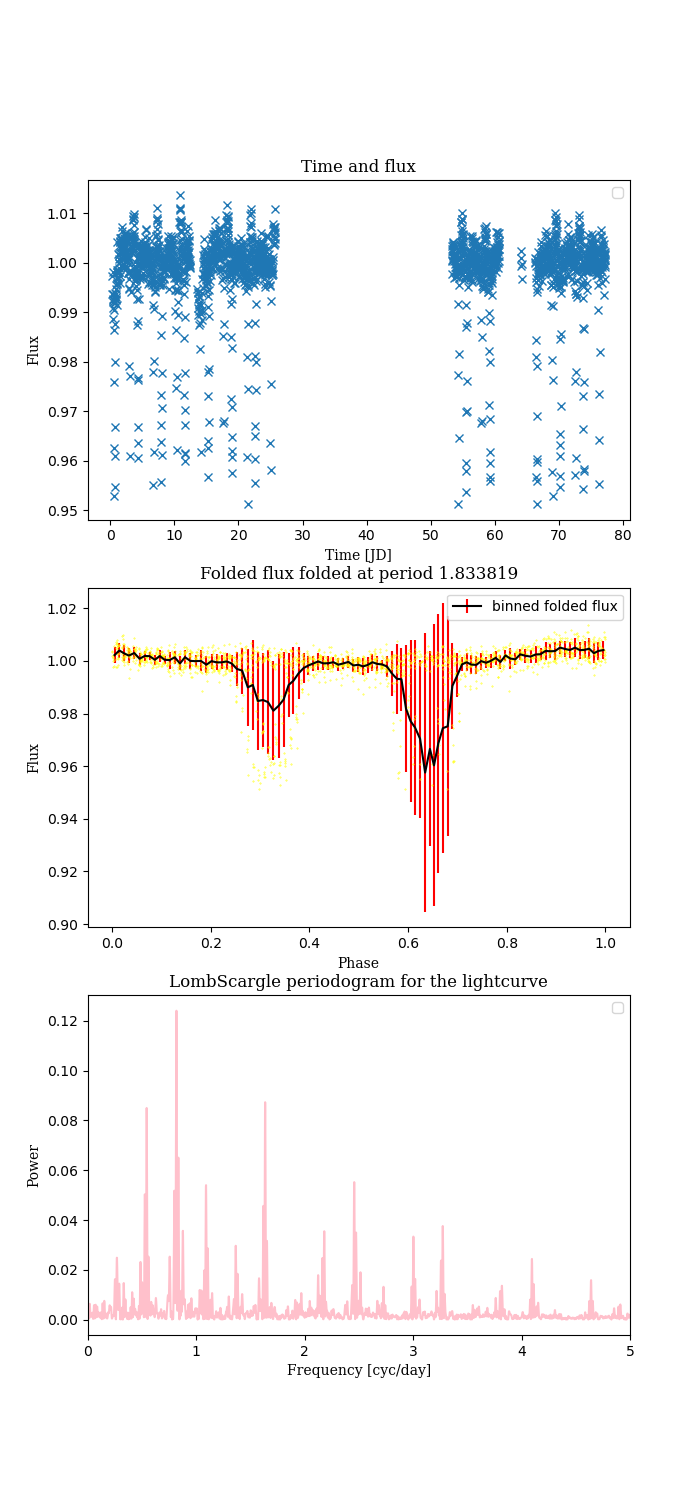 Time and flux
Flux
1.01
1.00
0.99
0.98
0.97
0.96
0.95
0 10 20 30 40 50 60 70 80
Time [JD]
Folded flux folded at period 1.833819
binned folded flux
Flux
1.02
1.00
0.98
0.96
0.94
0.92
0.90
0.0 0.2 0.4 0.6 0.8 1.0
Phase
LombScargle periodogram for the lightcurve
Power
0.12
0.10
0.08
0.06
0.04
0.02
0.00
0 1 2 3 4 5
Frequency [cyc/day]